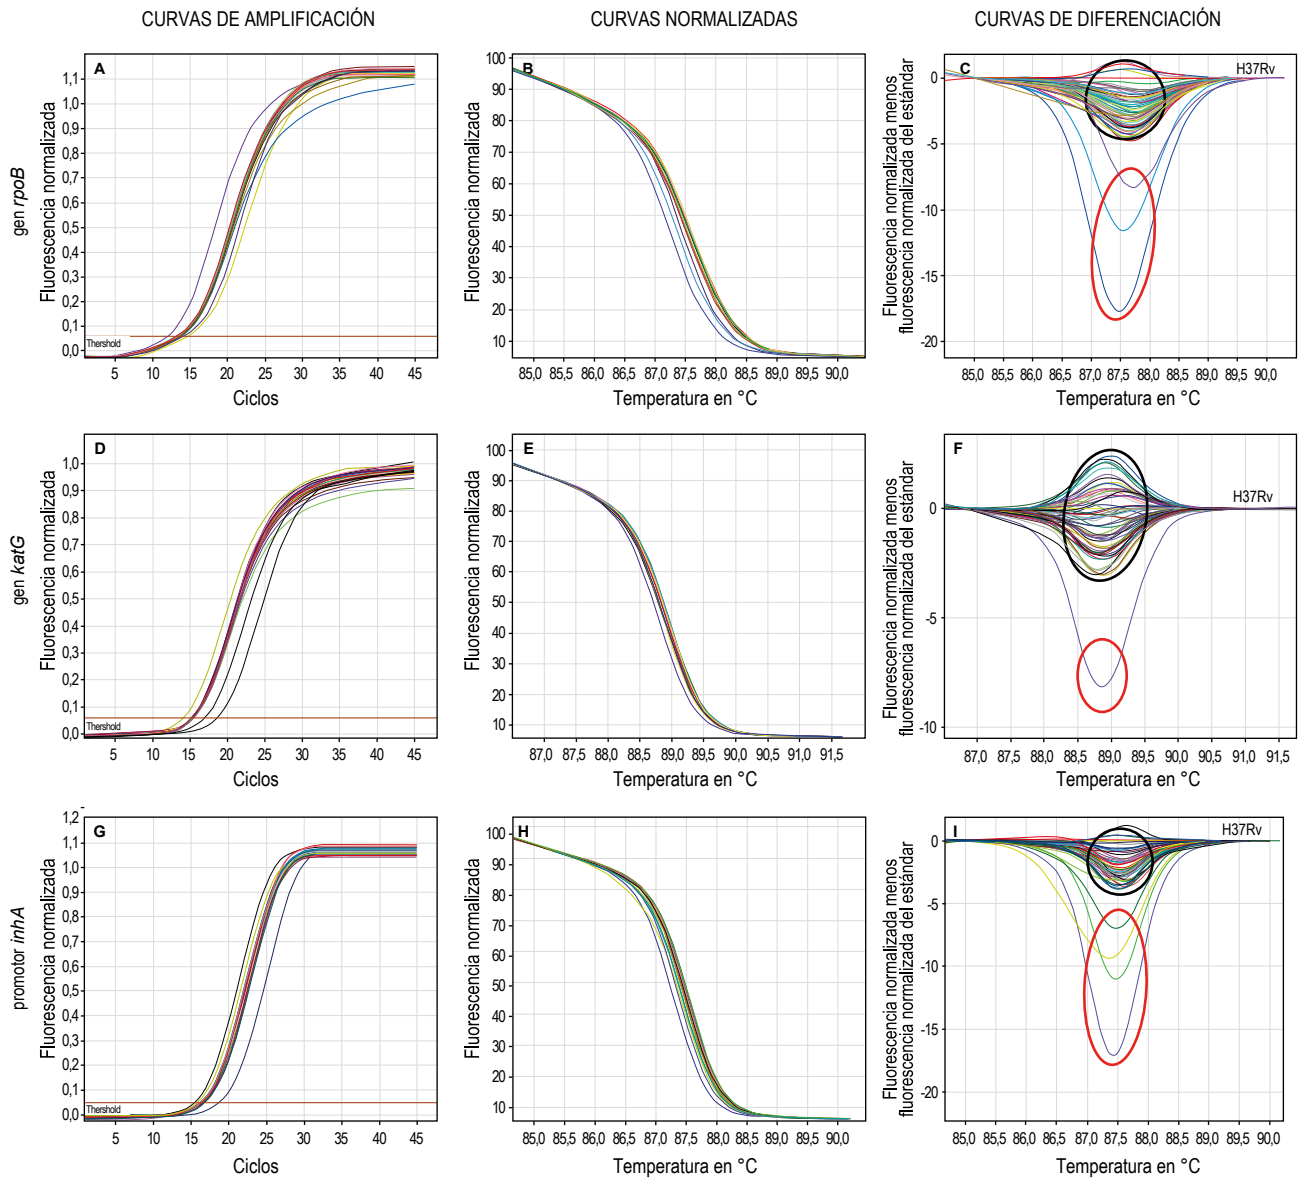 CURVAS DE AMPLIFICACIÓN
CURVAS NORMALIZADAS
CURVAS DE DIFERENCIACIÓN
gen rpoB
A
Fluorescencia normalizada
1,1
1,0
0,9
0,8
0,7
0,6
0,5
0,4
0,3
0,2
0,1
0,0
Thershold
5 10 15 20 25 30 35 40 45
Ciclos
B
Fluorescencia normalizada
100
90
80
70
60
50
40
30
20
10
85,0 85,5 86,0 86,5 87,0 87,5 88,0 88,5 89,0 89,5 90,0
Temperatura en °C
C
H37Rv
Fluorescencia normalizada menos
fluorescencia normalizada del estándar
0
-5
-10
-15
-20
85,0 85,5 86,0 86,5 87,0 87,5 88,0 88,5 89,0 89,5 90,0
Temperatura en °C
gen katG
D
Fluorescencia normalizada
1,0
0,9
0,8
0,7
0,6
0,5
0,4
0,3
0,2
0,1
0,0
Thershold
5 10 15 20 25 30 35 40 45
Ciclos
E
Fluorescencia normalizada
100
90
80
70
60
50
40
30
20
10
87,0 87,5 88,0 88,5 89,0 89,5 90,0 90,5 91,0 91,5
Temperatura en °C
F
H37Rv
Fluorescencia normalizada menos
fluorescencia normalizada del estándar
0
-5
-10
87,0 87,5 88,0 88,5 89,0 89,5 90,0 90,5 91,0 91,5
Temperatura en °C
promotor inhA
G
Fluorescencia normalizada
1,2
1,1
1,0
0,9
0,8
0,7
0,6
0,5
0,4
0,3
0,2
0,1
0,0
Thershold
5 10 15 20 25 30 35 40 45
Ciclos
H
Fluorescencia normalizada
100
90
80
70
60
50
40
30
20
10
85,0 85,5 86,0 86,5 87,0 87,5 88,0 88,5 89,0 89,5 90,0
Temperatura en °C
I
H37Rv
Fluorescencia normalizada menos
fluorescencia normalizada del estándar
0
-5
-10
-15
-20
85,0 85,5 86,0 86,5 87,0 87,5 88,0 88,5 89,0 89,5 90,0
Temperatura en °C